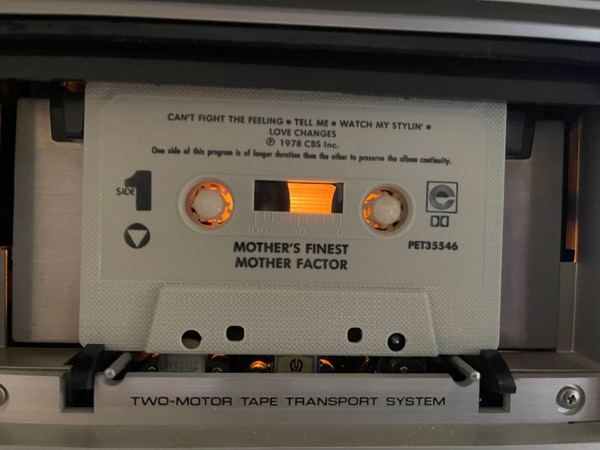 CAN'T FIGHT THE FEELING ■ TELL ME ■ WATCH MY STYLIN' ■
LOVE CHANGES
Ⓟ 1978 CBS Inc.
One side of this program is of longer duration than the other to preserve the album continuity.
SIDE 1
100 50 0
MOTHER'S FINEST
MOTHER FACTOR
PET35546
TWO-MOTOR TAPE TRANSPORT SYSTEM